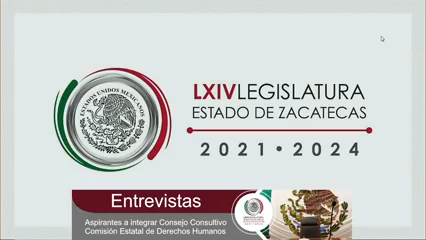 LXIVLEGISLATURA
ESTADO DE ZACATECAS
2021 • 2024
ESTADOS UNIDOS MEXICANOS
Entrevistas
Aspirantes a integrar Consejo Consultivo
Comisión Estatal de Derechos Humanos